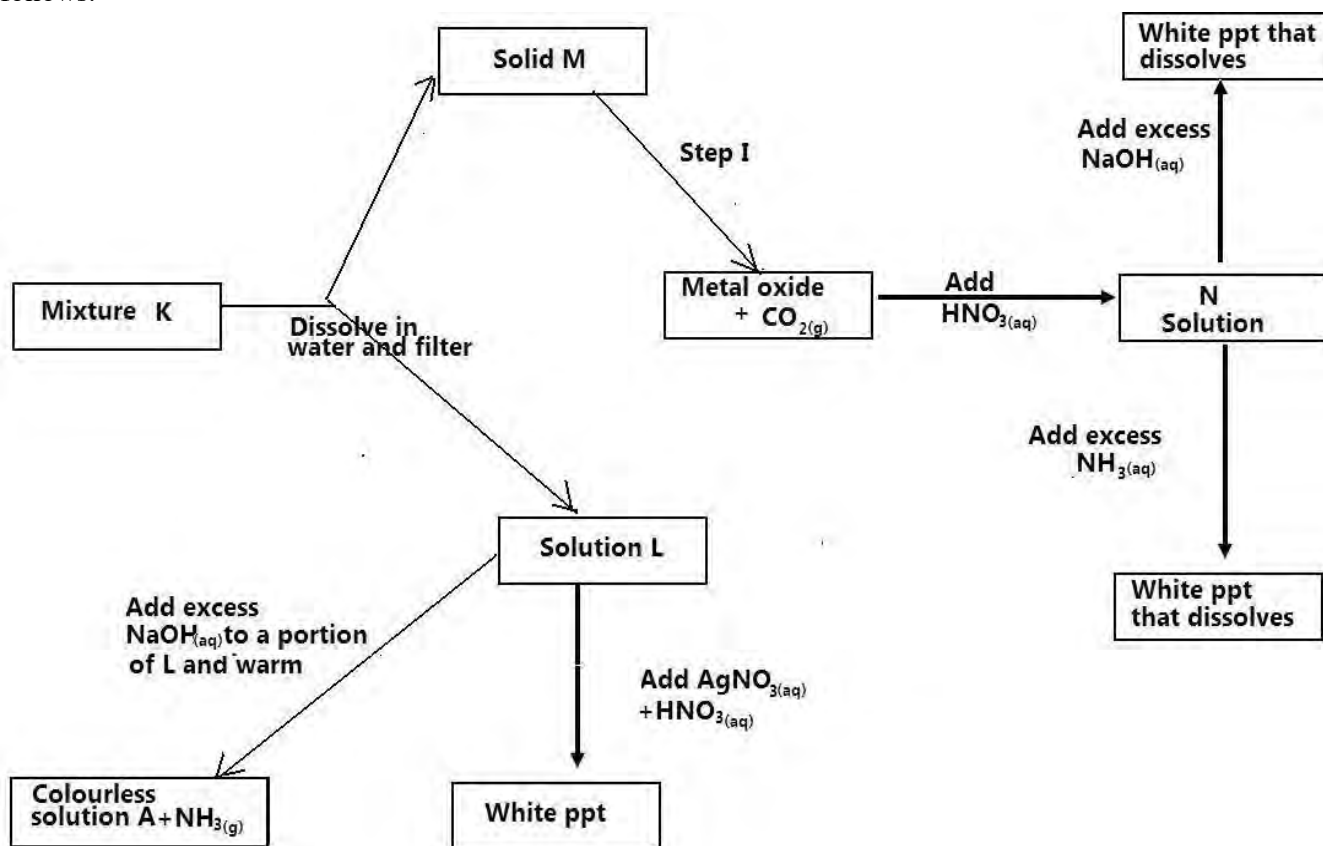 follows:
Solid M
White ppt that
dissolves
Add excess
NaOH(aq)
Step I
Mixture K
Dissolve in
water and filter
Metal oxide
+ CO2(g)
Add
HNO3(aq)
N
Solution
Add excess
NH3(aq)
White ppt
that dissolves
Solution L
Add excess
NaOH(aq) to a portion
of L and warm
Add AgNO3(aq)
+HNO3(aq)
Colourless
solution A+NH3(g)
White ppt